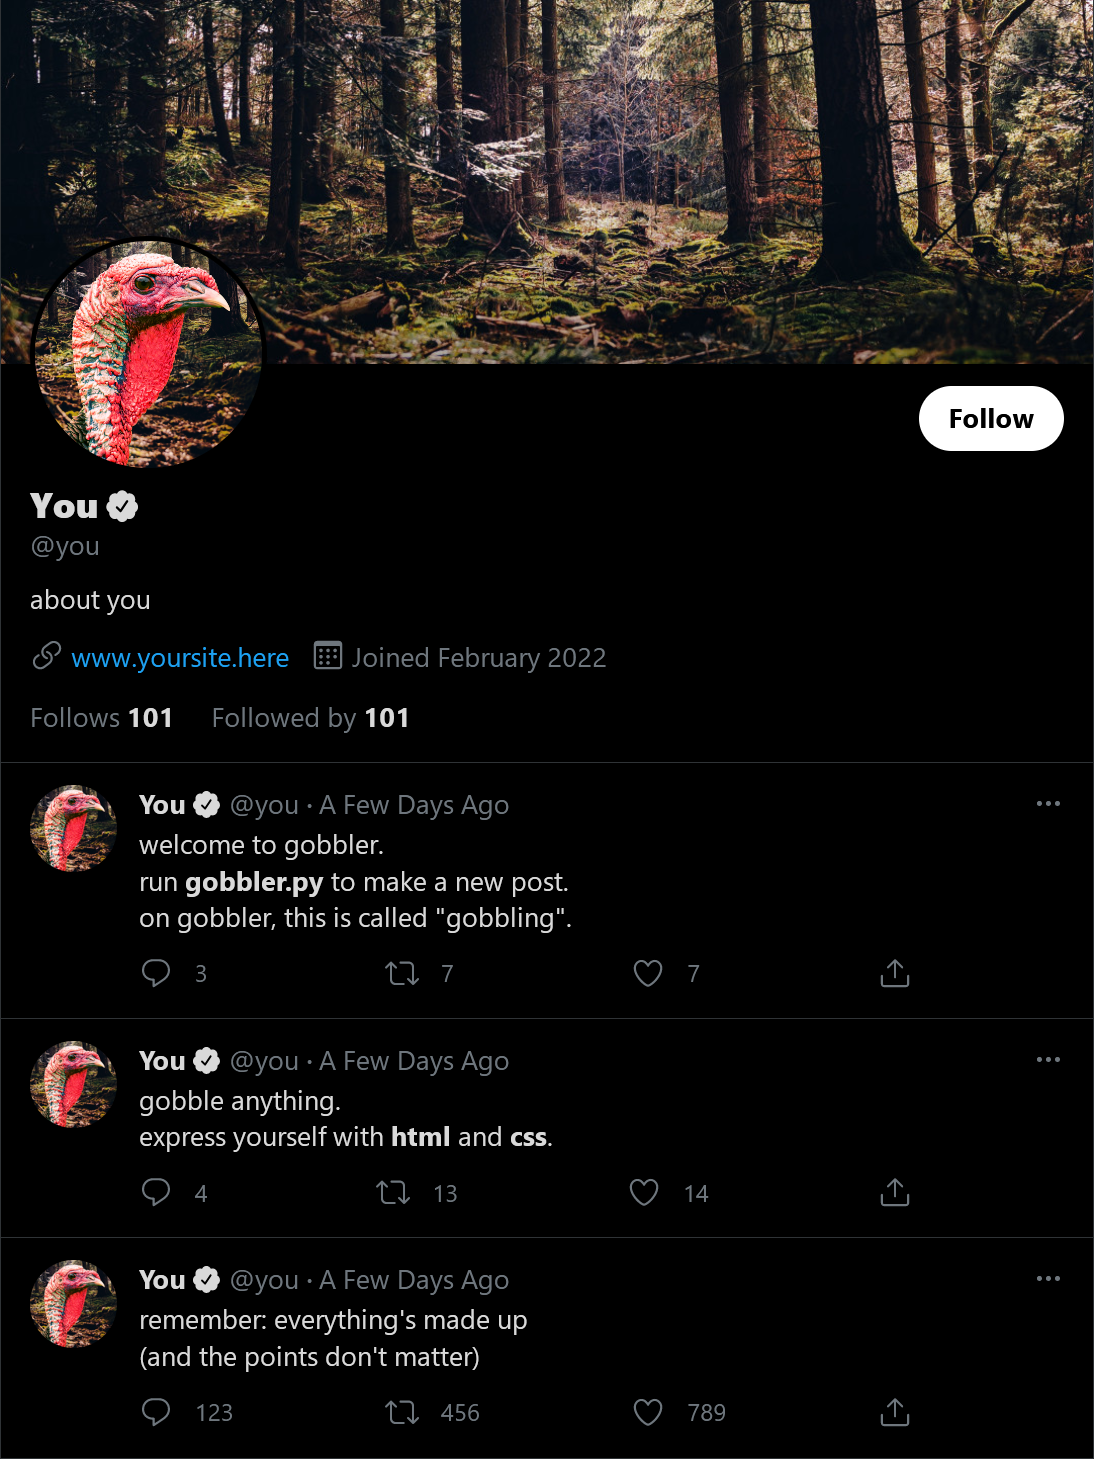 Follow
You
@you
about you
www.yoursite.here Joined February 2022
Follows 101 Followed by 101
You @you · A Few Days Ago
welcome to gobbler.
run gobbler.py to make a new post.
on gobbler, this is called "gobbling".
3 7 7
You @you · A Few Days Ago
gobble anything.
express yourself with html and css.
4 13 14
You @you · A Few Days Ago
remember: everything's made up
(and the points don't matter)
123 456 789